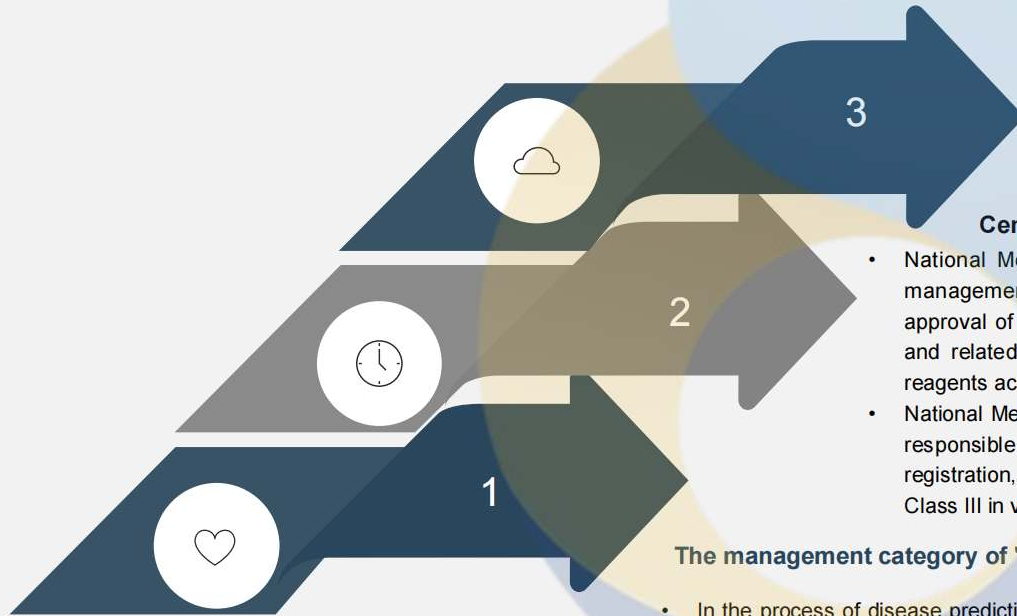 3
Cen
National Me
managemen
approval of
2
and related
reagents ac
National Me
responsible
registration,
1
Class III in v
The management category of "
In the process of disease predicti